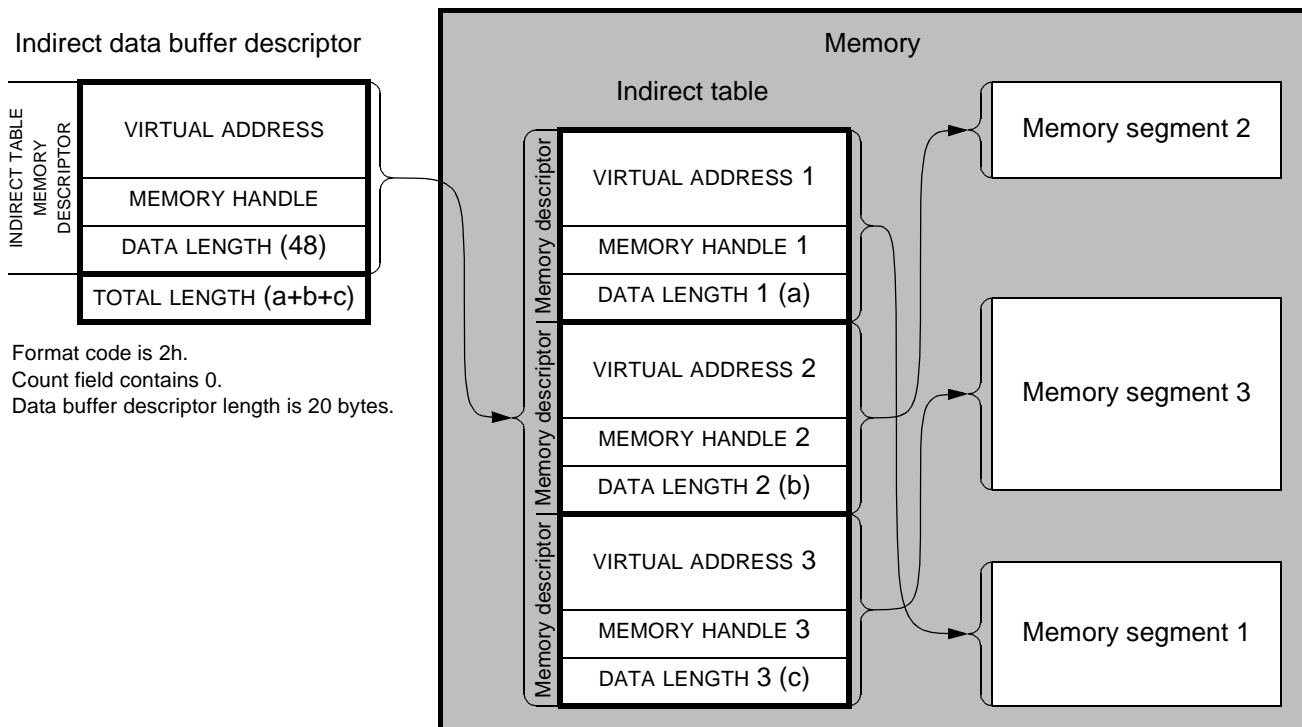 Indirect data buffer descriptor
INDIRECT TABLE
MEMORY
DESCRIPTOR
VIRTUAL ADDRESS
MEMORY HANDLE
DATA LENGTH (48)
TOTAL LENGTH (a+b+c)
Format code is 2h.
Count field contains 0.
Data buffer descriptor length is 20 bytes.
Memory
Indirect table
Memory descriptor
VIRTUAL ADDRESS 1
MEMORY HANDLE 1
DATA LENGTH 1 (a)
Memory descriptor
VIRTUAL ADDRESS 2
MEMORY HANDLE 2
DATA LENGTH 2 (b)
Memory descriptor
VIRTUAL ADDRESS 3
MEMORY HANDLE 3
DATA LENGTH 3 (c)
Memory segment 2
Memory segment 3
Memory segment 1